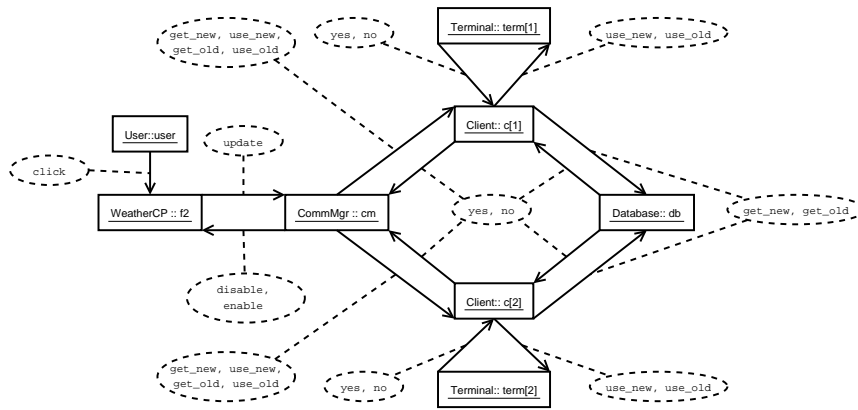 Terminal:: term[1]
get_new, use_new,
get_old, use_old
yes, no
use_new, use_old
Client:: c[1]
User::user
update
click
WeatherCP :: f2
CommMgr :: cm
yes, no
Database:: db
get_new, get_old
disable,
enable
Client:: c[2]
get_new, use_new,
get_old, use_old
yes, no
use_new, use_old
Terminal:: term[2]